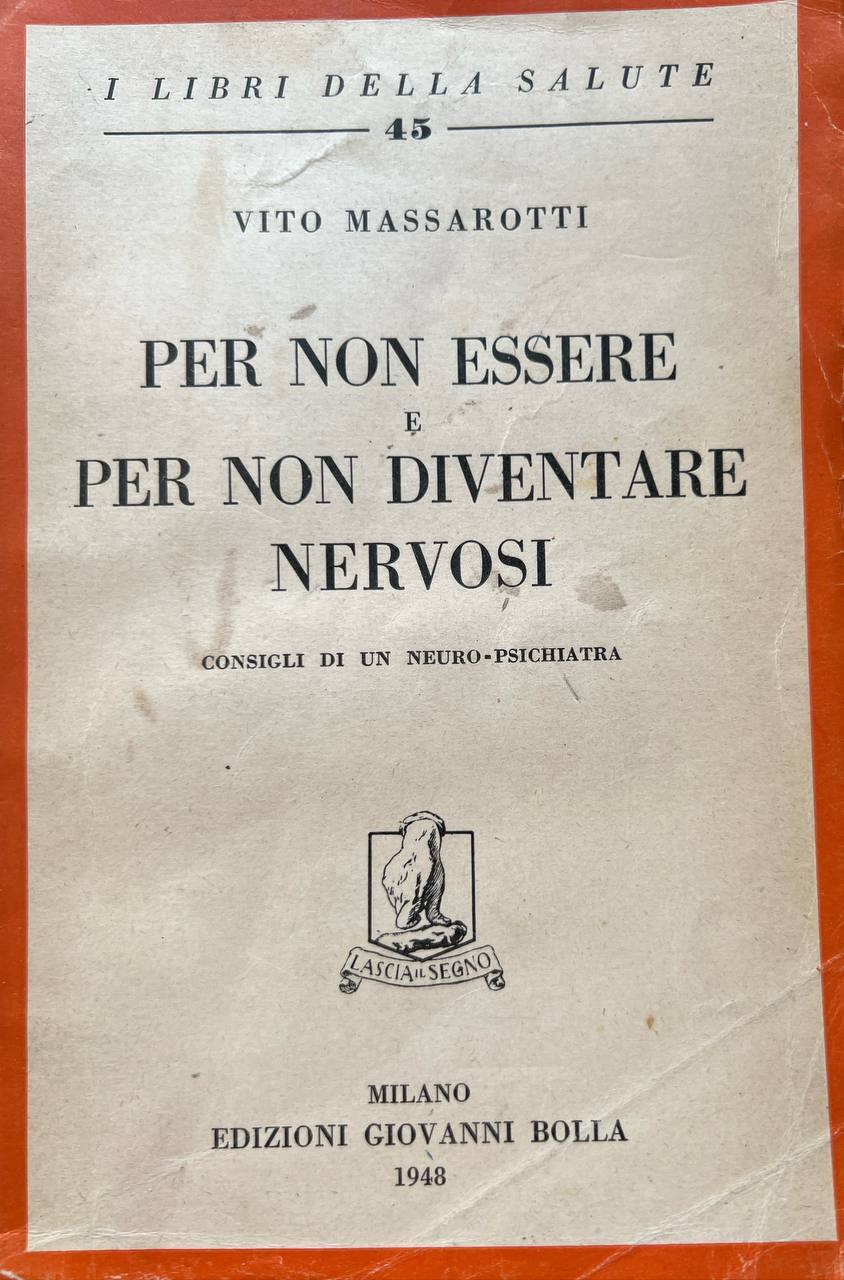 I LIBRI DELLA SALUTE
45
VITO MASSAROTTI
PER NON ESSERE
E
PER NON DIVENTARE
NERVOSI
CONSIGLI DI UN NEURO-PSICHIATRA
LASCIA IL SEGNO
MILANO
EDIZIONI GIOVANNI BOLLA
1948